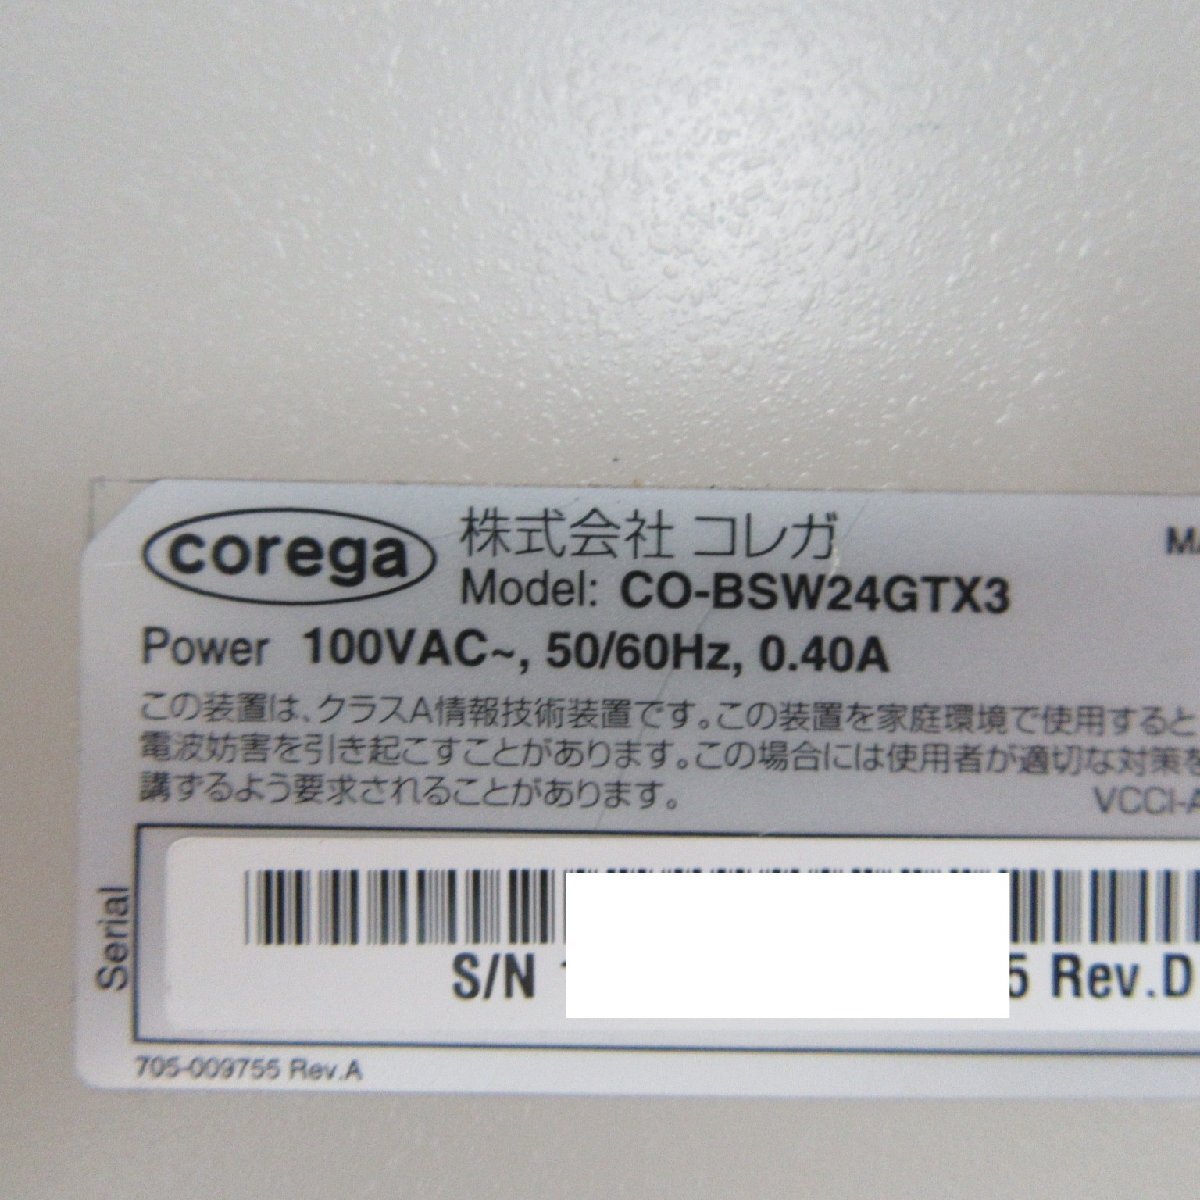 corega 株式会社 コレガ
Model: CO-BSW24GTX3
Power 100VAC~, 50/60Hz, 0.40A
この装置は、クラスA情報技術装置です。この装置を家庭環境で使用すると、
電波妨害を引き起こすことがあります。この場合には使用者が適切な対策を
講ずるよう要求されることがあります。 VCCI-A
Serial
S/N 5 Rev.D
705-009755 Rev.A